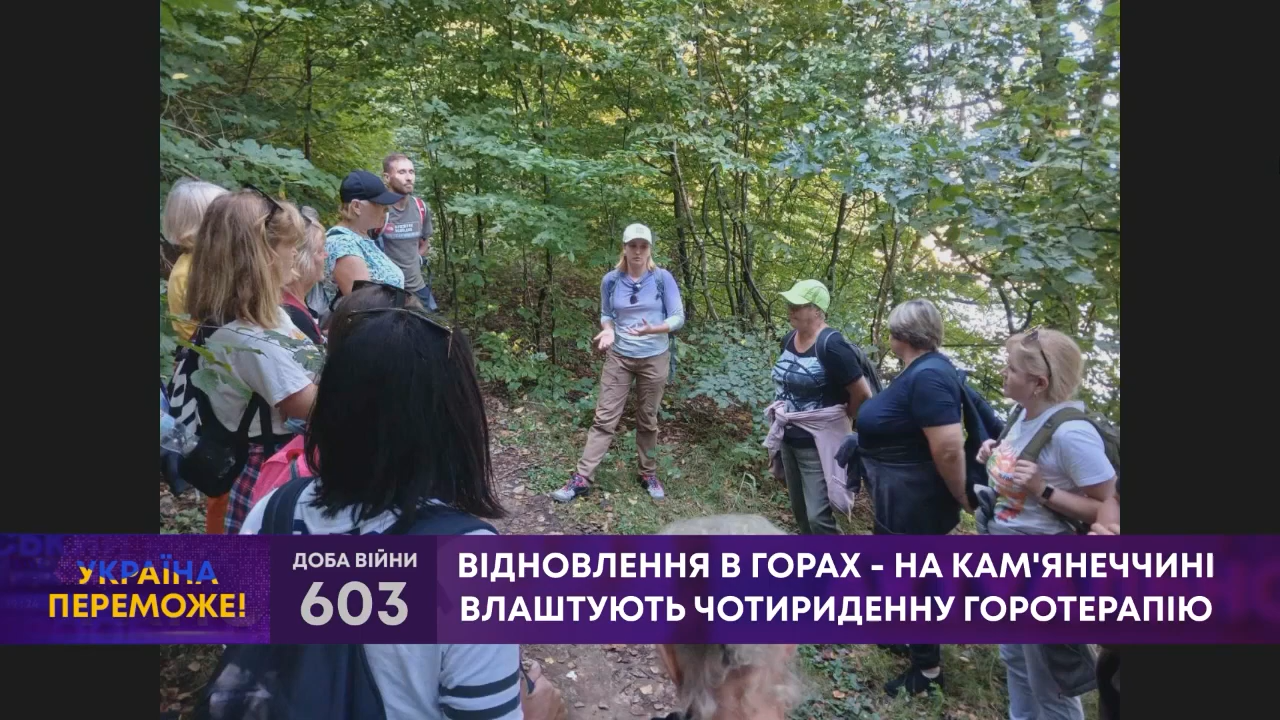 УКРАЇНА
ПЕРЕМОЖЕ!
ДОБА ВІЙНИ
603
ВІДНОВЛЕННЯ В ГОРАХ - НА КАМ'ЯНЕЧЧИНІ
ВЛАШТУЮТЬ ЧОТИРИДЕННУ ГОРОТЕРАПІЮ